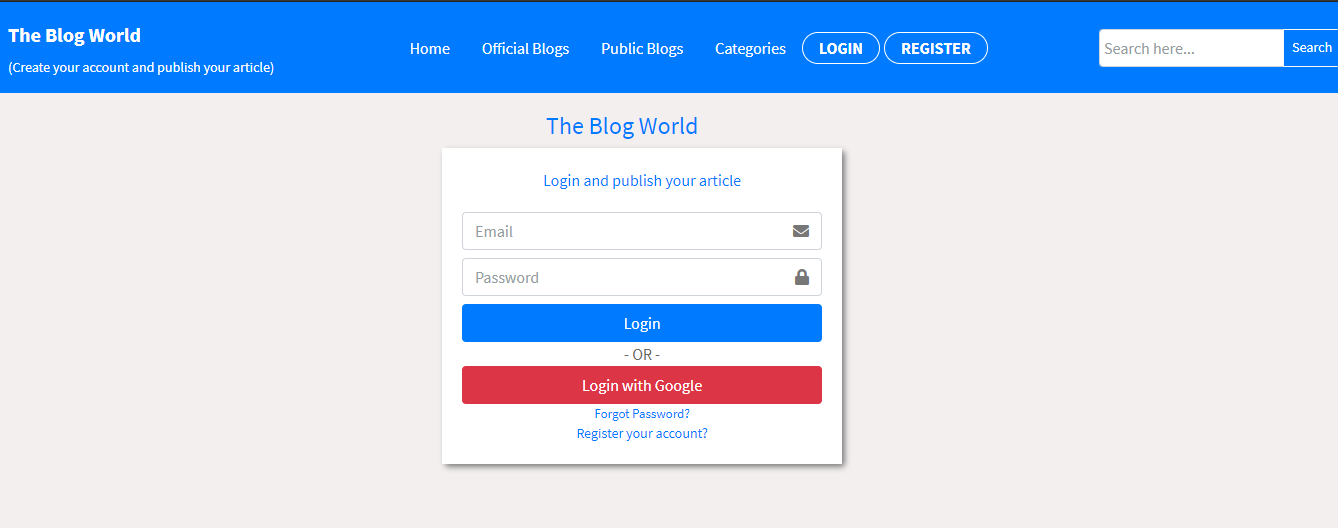 The Blog World
(Create your account and publish your article)
Home Official Blogs Public Blogs Categories LOGIN REGISTER
Search here... Search
The Blog World
Login and publish your article
Email
Password
Login
- OR -
Login with Google
Forgot Password?
Register your account?